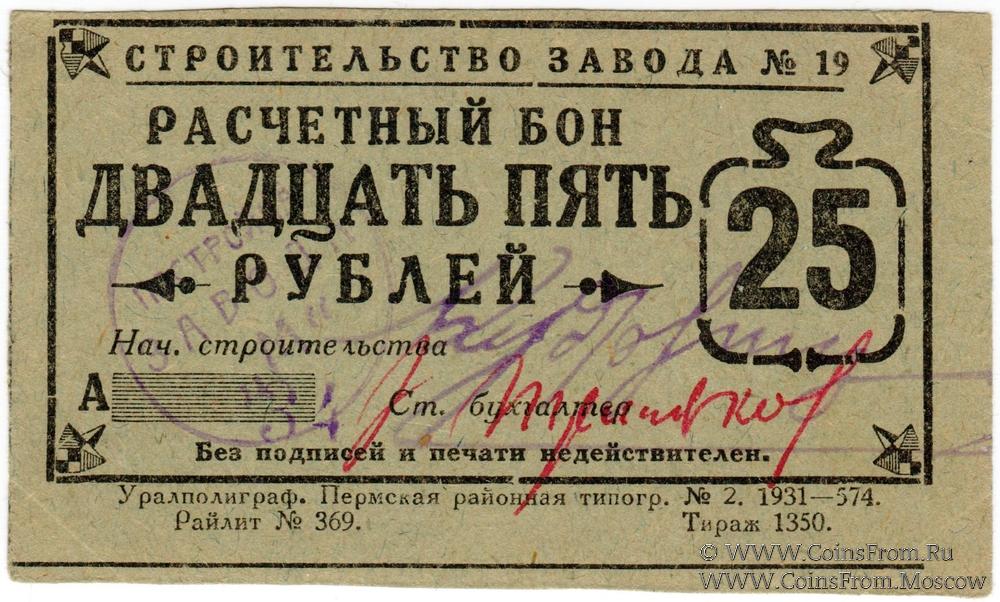 СТРОИТЕЛЬСТВО ЗАВОДА № 19
РАСЧЕТНЫЙ БОН
ДВАДЦАТЬ ПЯТЬ
РУБЛЕЙ
25
Нач. строительства
А
Ст. бухгалтер
Без подписей и печати недействителен.
Уралполиграф. Пермская районная типогр. № 2. 1931—574.
Райлит № 369.
Тираж 1350.
© WWW.CoinsFrom.Ru
WWW.CoinsFrom.Moscow